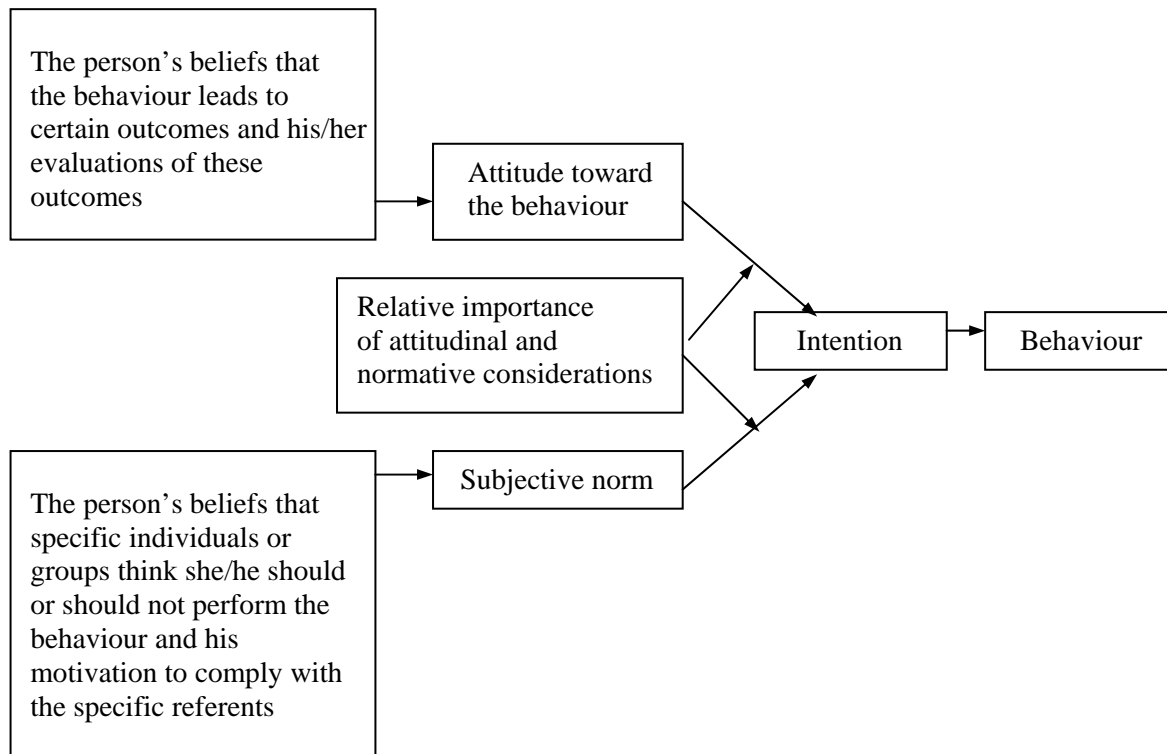 The person’s beliefs that
the behaviour leads to
certain outcomes and his/her
evaluations of these
outcomes
Attitude toward
the behaviour
Relative importance
of attitudinal and
normative considerations
Intention
Behaviour
Subjective norm
The person’s beliefs that
specific individuals or
groups think she/he should
or should not perform the
behaviour and his
motivation to comply with
the specific referents